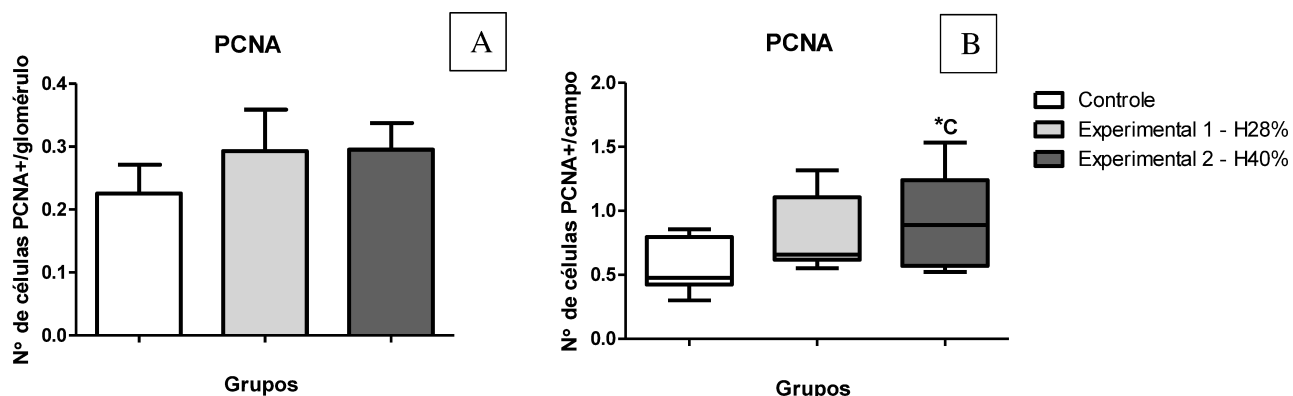 PCNA
A
Nº de células PCNA+/glomérulo
0.4
0.3
0.2
0.1
0.0
Grupos
PCNA
B
Nº de células PCNA+/campo
2.0
1.5
1.0
0.5
0.0
*C
Grupos
Controle
Experimental 1 - H28%
Experimental 2 - H40%